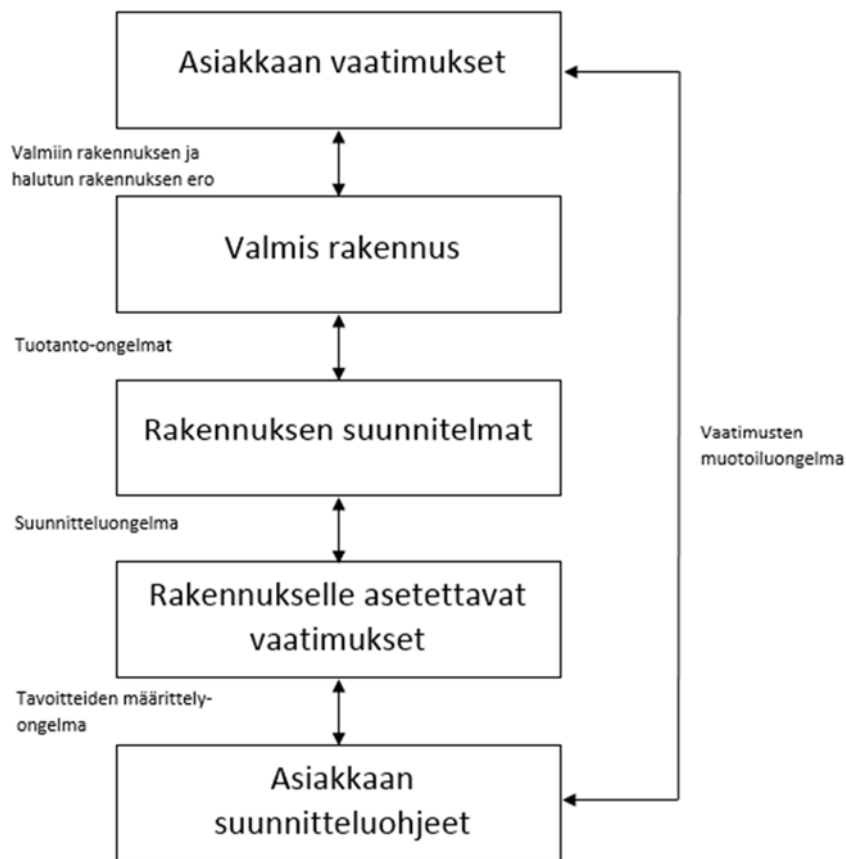 Asiakkaan vaatimukset
Valmiin rakennuksen ja
halutun rakennuksen ero
Valmis rakennus
Tuotanto-ongelmat
Rakennuksen suunnitelmat
Vaatimusten
muotoiluongelma
Suunnitteluongelma
Rakennukselle asetettavat
vaatimukset
Tavoitteiden määrittely-
ongelma
Asiakkaan
suunnitteluohjeet